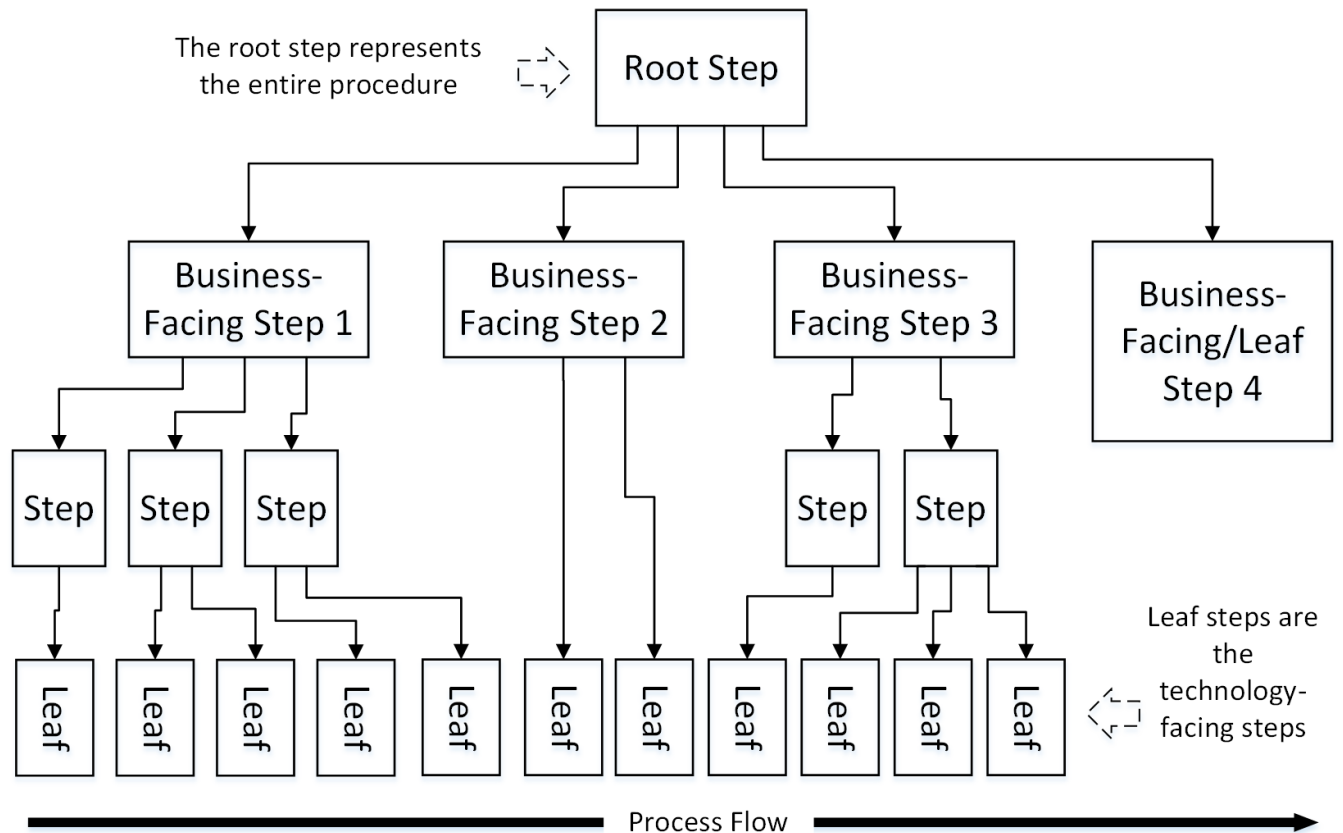 The root step represents
the entire procedure
Root Step
Business-
Facing Step 1
Business-
Facing Step 2
Business-
Facing Step 3
Business-
Facing/Leaf
Step 4
Step
Step
Step
Step
Step
Leaf
Leaf
Leaf
Leaf
Leaf
Leaf
Leaf
Leaf
Leaf
Leaf
Leaf
Leaf steps are
the
technology-
facing steps
Process Flow